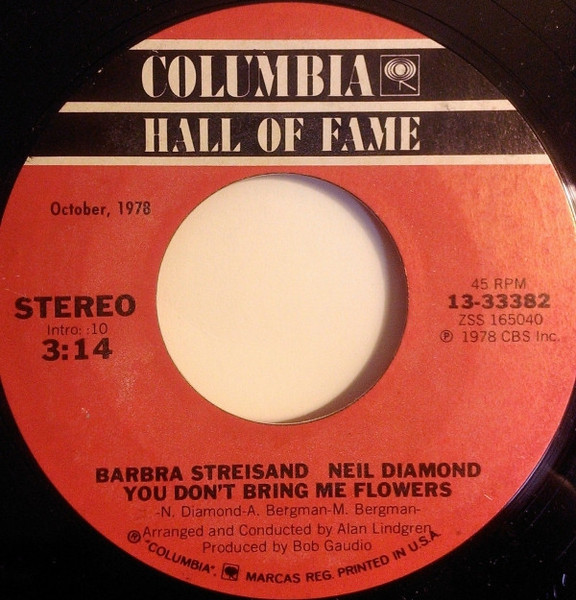 COLUMBIA
HALL OF FAME
October, 1978
STEREO
Intro: :10
3:14
45 RPM
13-33382
ZSS 165040
Ⓟ 1978 CBS Inc.
BARBRA STREISAND NEIL DIAMOND
YOU DON'T BRING ME FLOWERS
-N. Diamond-A. Bergman-M. Bergman-
Arranged and Conducted by Alan Lindgren
Produced by Bob Gaudio
® "COLUMBIA", MARCAS REG. PRINTED IN U.S.A.